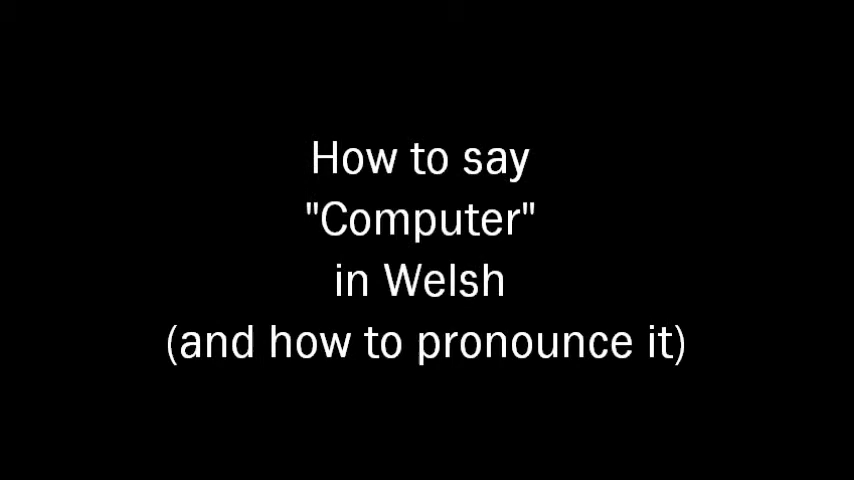 How to say
"Computer"
in Welsh
(and how to pronounce it)